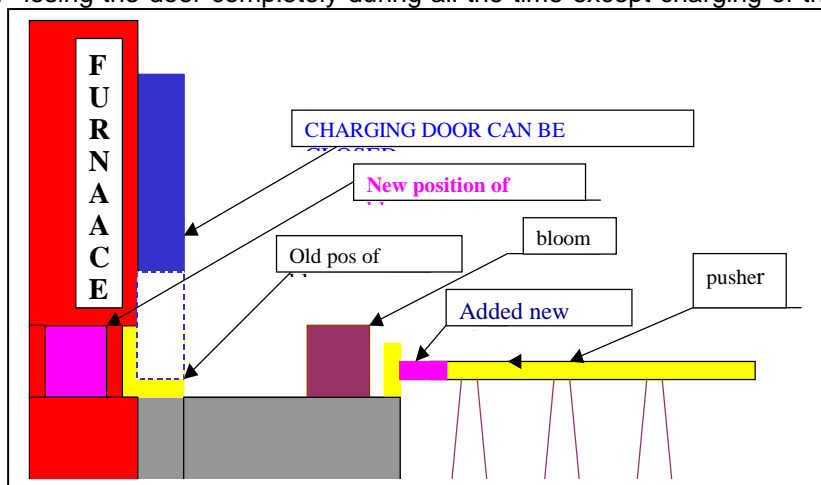 losing the door completely during all the time except charging of th
F
U
R
N
A
A
C
E
CHARGING DOOR CAN BE
New position of
Old pos of
bloom
Added new
pusher